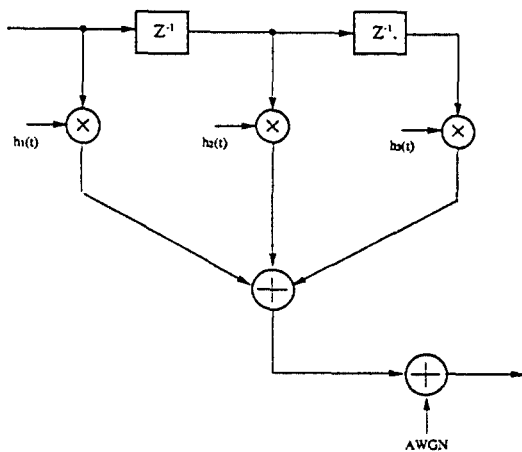 Z⁻¹
Z⁻¹.
h₁(t)
h₂(t)
h₃(t)
AWGN